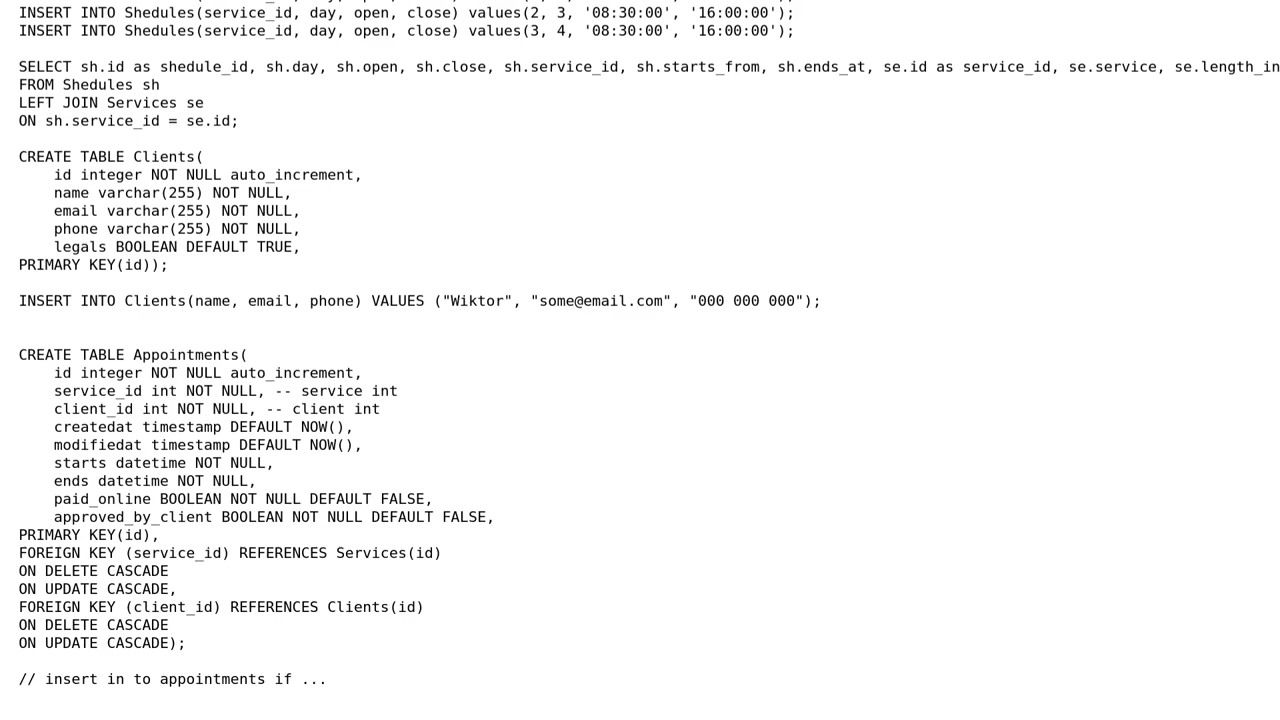 INSERT INTO Shedules(service_id, day, open, close) values(2, 3, '08:30:00', '16:00:00');
INSERT INTO Shedules(service_id, day, open, close) values(3, 4, '08:30:00', '16:00:00');
SELECT sh.id as shedule_id, sh.day, sh.open, sh.close, sh.service_id, sh.starts_from, sh.ends_at, se.id as service_id, se.service, se.length_in
FROM Shedules sh
LEFT JOIN Services se
ON sh.service_id = se.id;
CREATE TABLE Clients(
id integer NOT NULL auto_increment,
name varchar(255) NOT NULL,
email varchar(255) NOT NULL,
phone varchar(255) NOT NULL,
legals BOOLEAN DEFAULT TRUE,
PRIMARY KEY(id));
INSERT INTO Clients(name, email, phone) VALUES ("Wiktor", "some@email.com", "000 000 000");
CREATE TABLE Appointments(
id integer NOT NULL auto_increment,
service_id int NOT NULL, -- service int
client_id int NOT NULL, -- client int
createdat timestamp DEFAULT NOW(),
modifiedat timestamp DEFAULT NOW(),
starts datetime NOT NULL,
ends datetime NOT NULL,
paid_online BOOLEAN NOT NULL DEFAULT FALSE,
approved_by_client BOOLEAN NOT NULL DEFAULT FALSE,
PRIMARY KEY(id),
FOREIGN KEY (service_id) REFERENCES Services(id)
ON DELETE CASCADE
ON UPDATE CASCADE,
FOREIGN KEY (client_id) REFERENCES Clients(id)
ON DELETE CASCADE
ON UPDATE CASCADE);
// insert in to appointments if ...